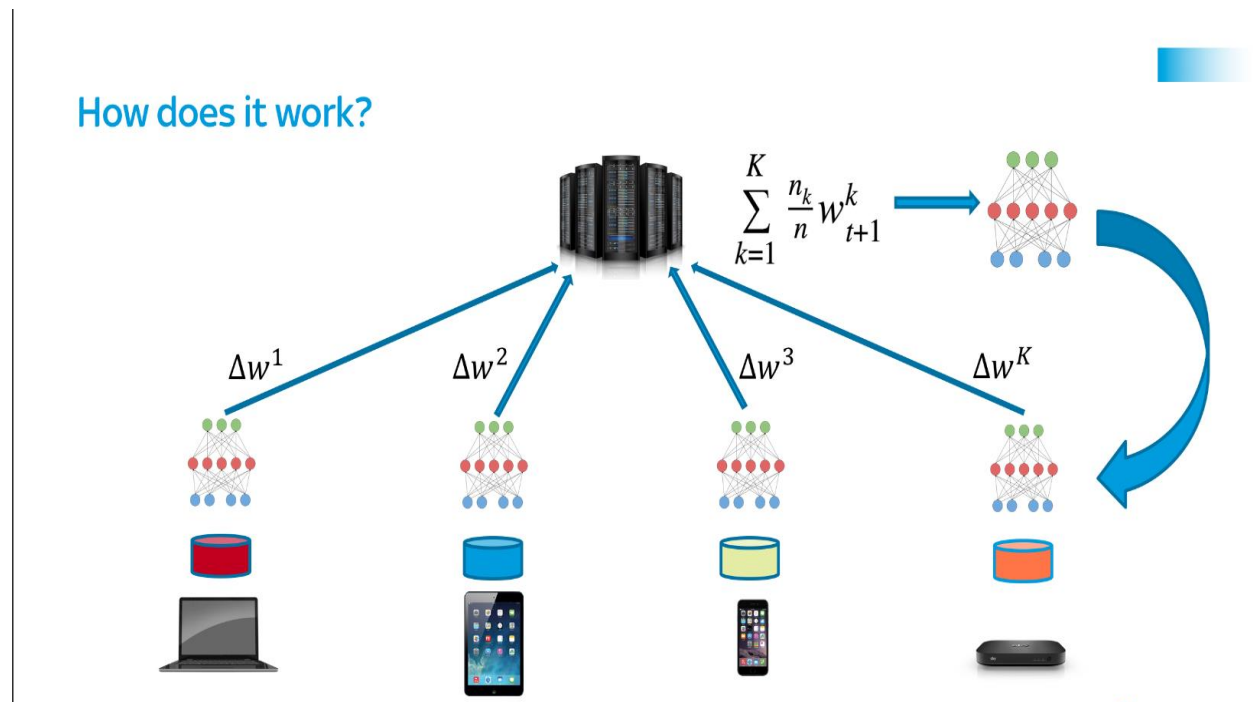 How does it work?
K
∑ n_k/n w^k_{t+1}
k=1
Δw^1
Δw^2
Δw^3
Δw^K